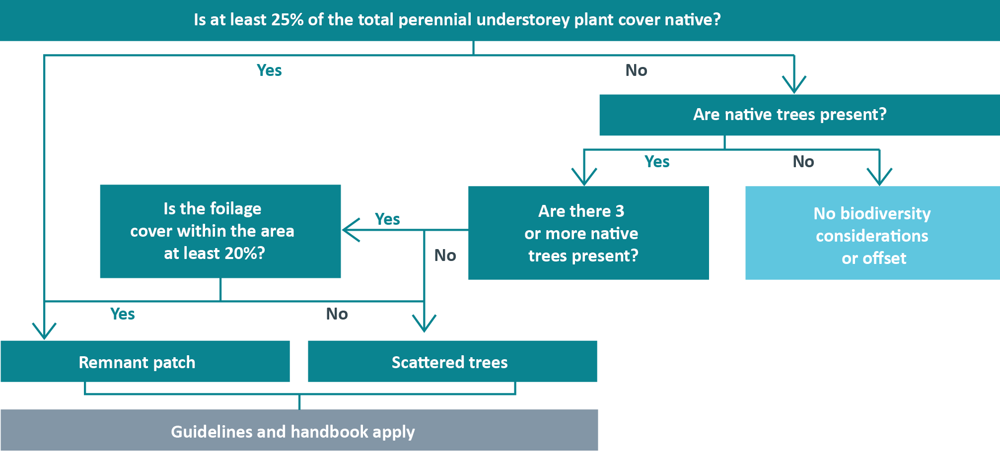 Is at least 25% of the total perennial understorey plant cover native?
Yes
No
Are native trees present?
Yes
No
Is the foilage
cover within the area
at least 20%?
Yes
No
Are there 3
or more native
trees present?
No biodiversity
considerations
or offset
Yes
No
Remnant patch
Scattered trees
Guidelines and handbook apply